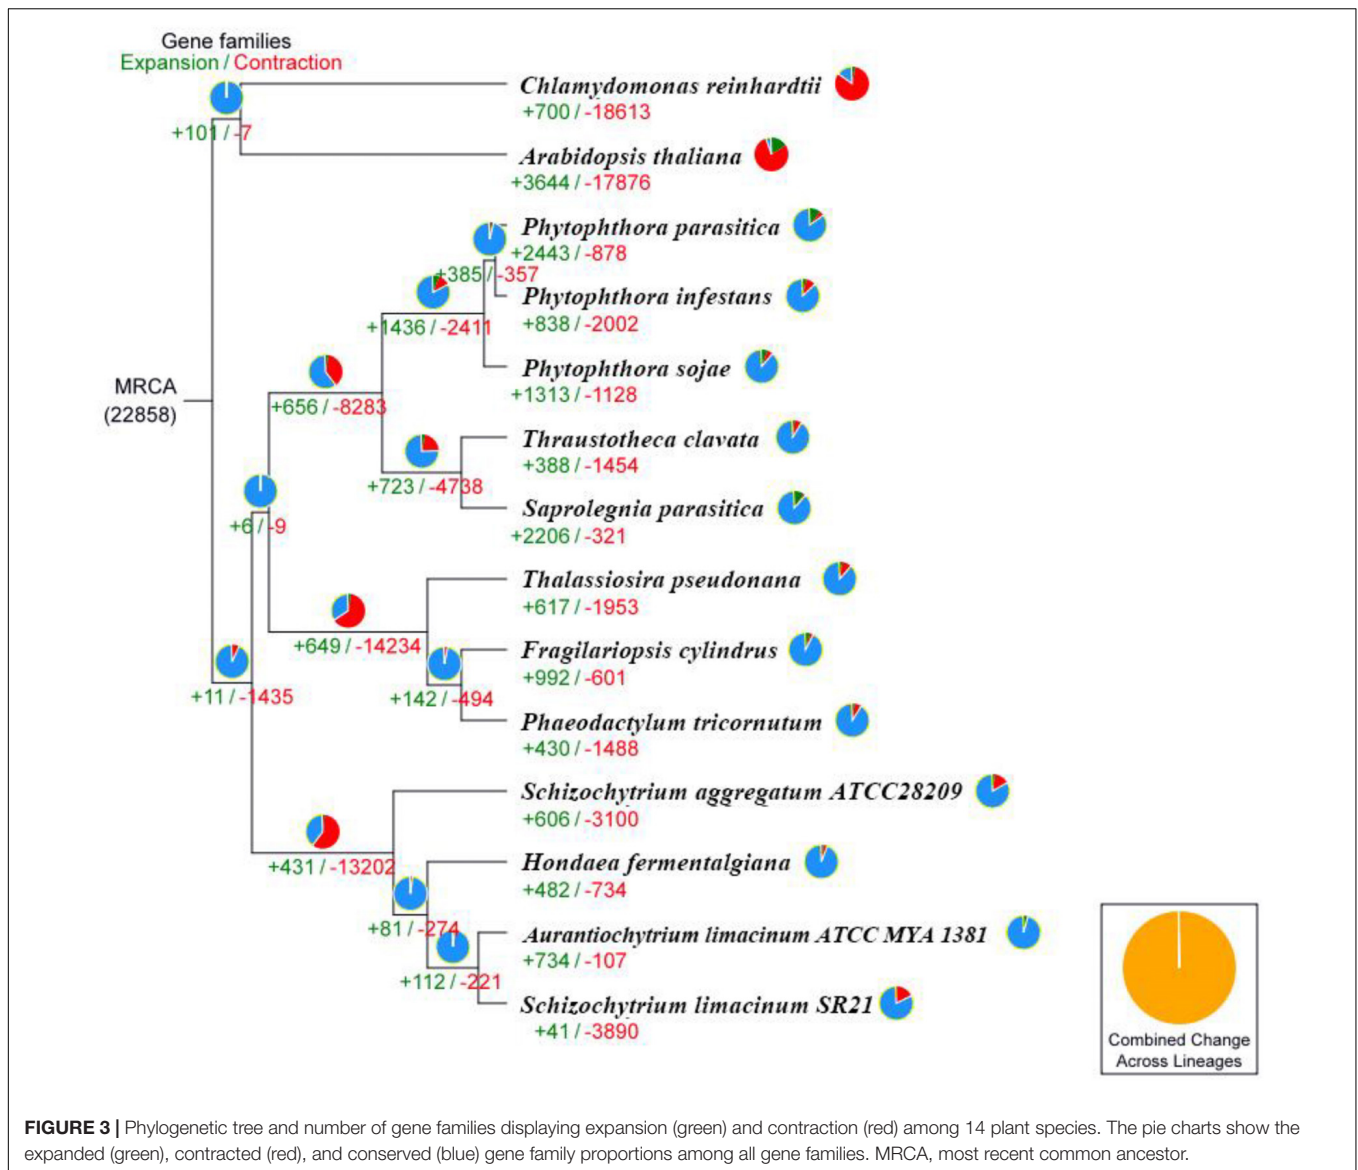 Gene families
Expansion / Contraction
Chlamydomonas reinhardtii
+700 / -18613
+101 / -7
Arabidopsis thaliana
+3644 / -17876
Phytophthora parasitica
+2443 / -878
+385 / -357
Phytophthora infestans
+838 / -2002
+1436 / -2411
Phytophthora sojae
+1313 / -1128
MRCA
(22858)
+656 / -8283
Thraustotheca clavata
+388 / -1454
+723 / -4738
Saprolegnia parasitica
+2206 / -321
+6 / -9
Thalassiosira pseudonana
+617 / -1953
+649 / -14234
Fragilariopsis cylindrus
+992 / -601
+11 / -1435
+142 / -494
Phaeodactylum tricornutum
+430 / -1488
Schizochytrium aggregatum ATCC28209
+606 / -3100
+431 / -13202
Hondaea fermentalgiana
+482 / -734
+81 / -274
Aurantiochytrium limacinum ATCC MYA 1381
+734 / -107
+112 / -221
Schizochytrium limacinum SR21
+41 / -3890
Combined Change
Across Lineages
FIGURE 3 | Phylogenetic tree and number of gene families displaying expansion (green) and contraction (red) among 14 plant species. The pie charts show the
expanded (green), contracted (red), and conserved (blue) gene family proportions among all gene families. MRCA, most recent common ancestor.